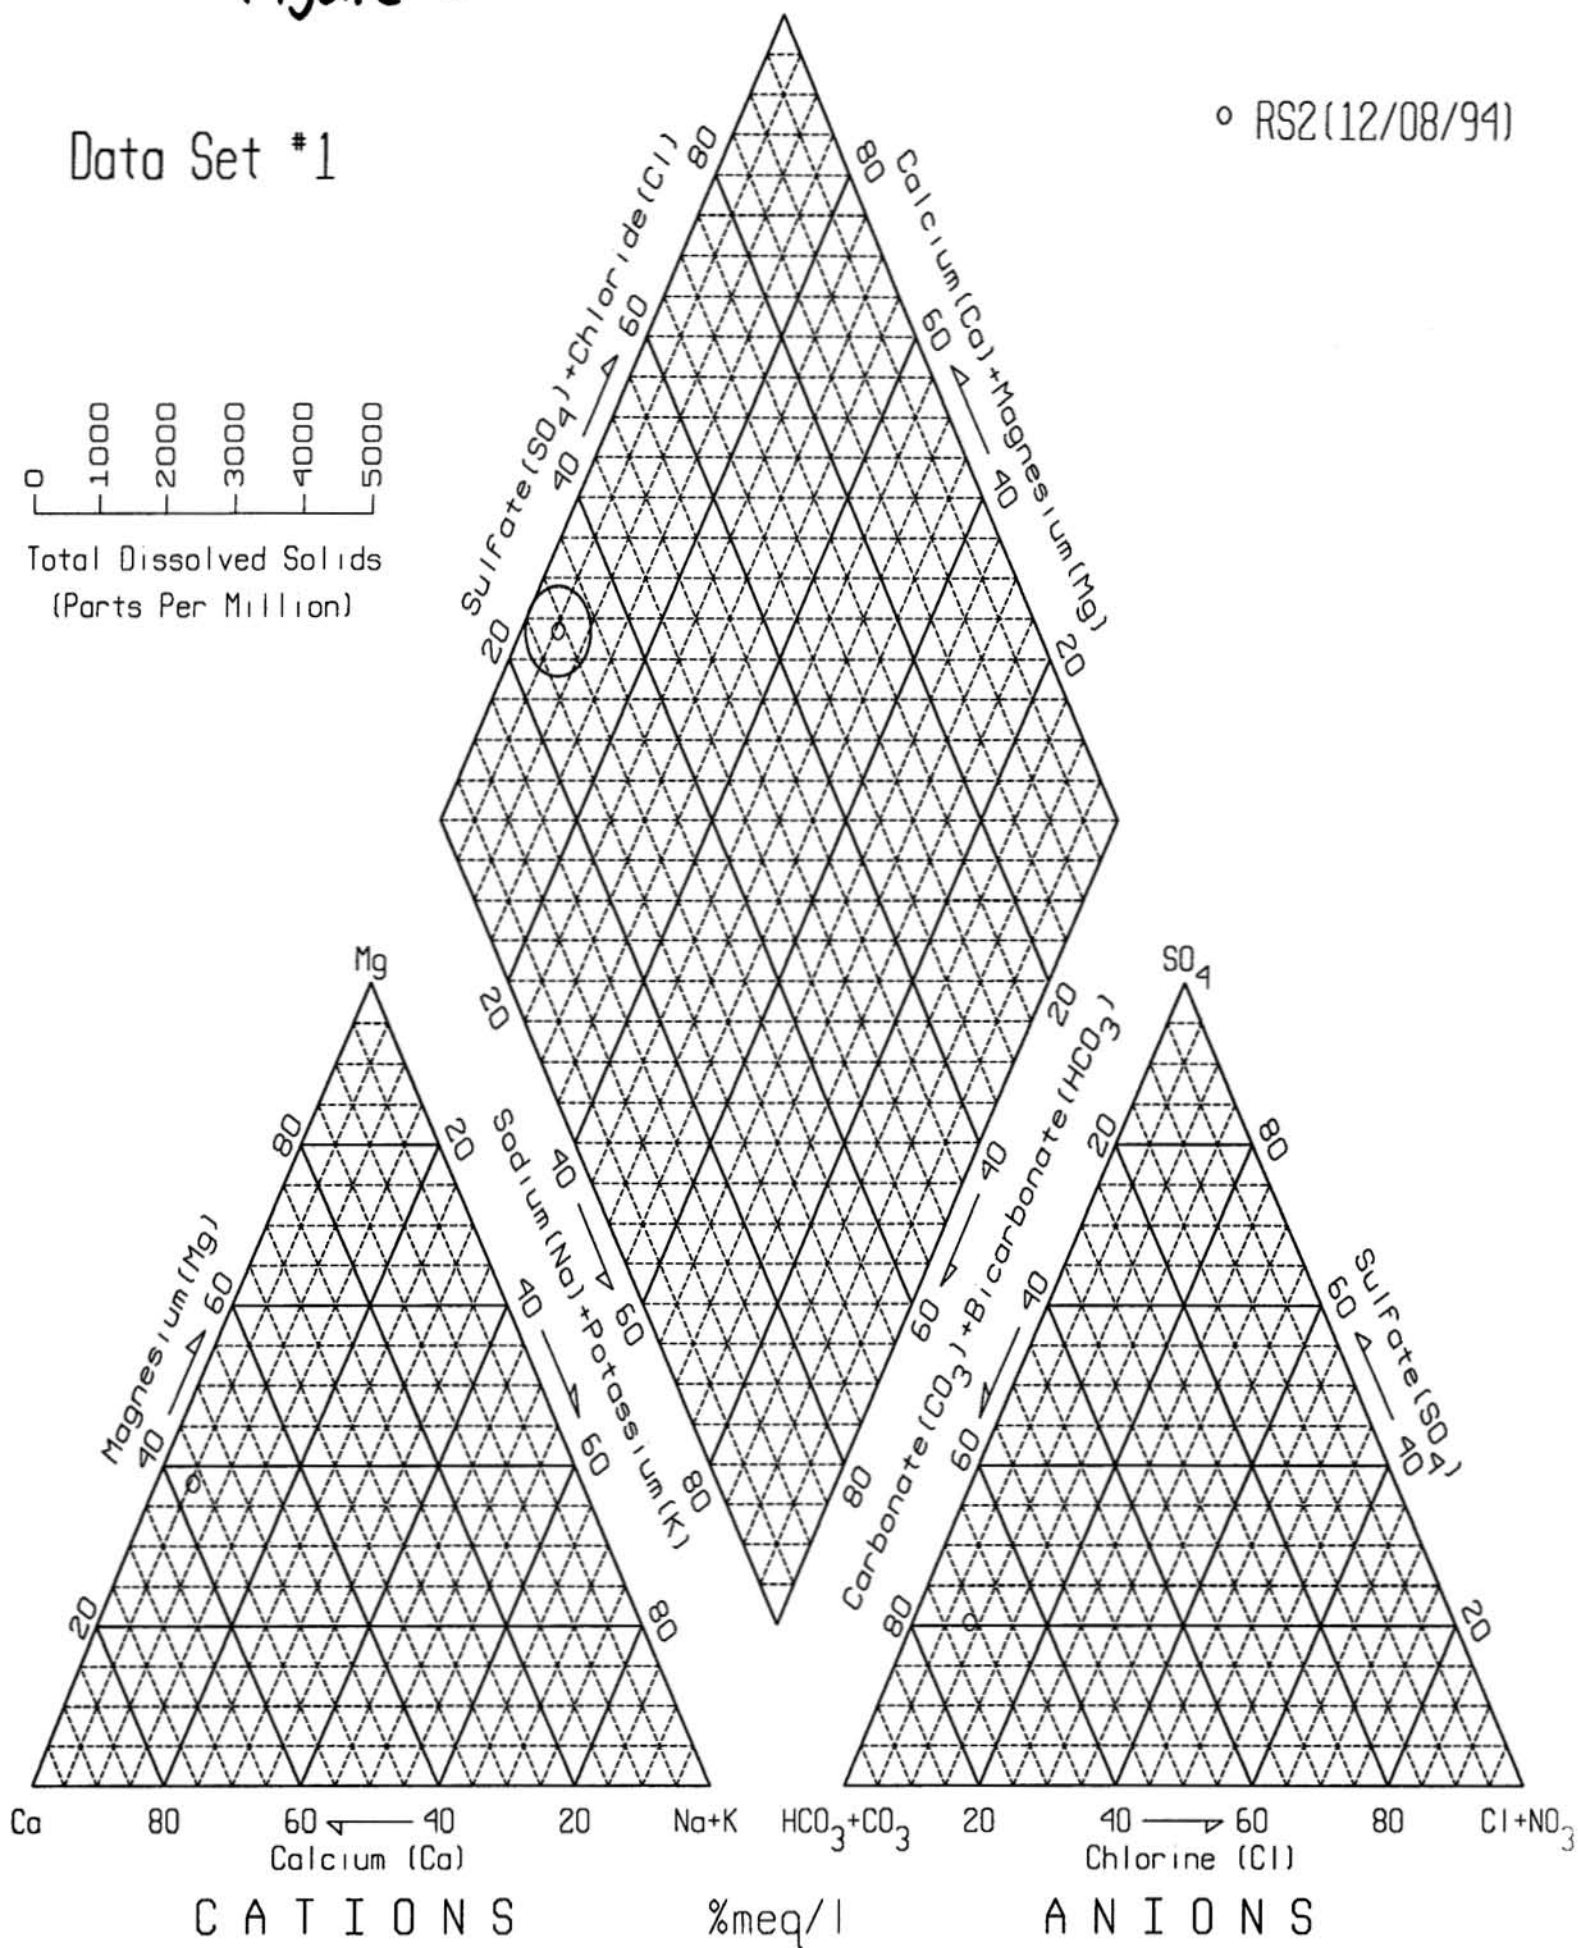 Figure
Data Set #1
○ RS2(12/08/94)
0 1000 2000 3000 4000 5000
Total Dissolved Solids
(Parts Per Million)
Sulfate(SO4)+Chloride(Cl)
20 40 60 80
Calcium(Ca)+Magnesium(Mg)
80 60 40 20
Sodium(Na)+Potassium(K)
20 40 60 80
Carbonate(CO3)+Bicarbonate(HCO3)
20 40 60 80
Mg
Magnesium(Mg)
80 60 40 20
20 40 60 80
SO4
20 40 60 80
Sulfate(SO4)
80 60 40 20
Ca 80 60 40 20 Na+K
Calcium (Ca)
HCO3+CO3 20 40 60 80 Cl+NO3
Chlorine (Cl)
CATIONS %meq/l ANIONS